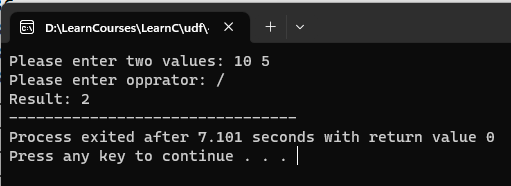 D:\LearnCourses\LearnC\udf\
Please enter two values: 10 5
Please enter opprator: /
Result: 2
--------------------------------
Process exited after 7.101 seconds with return value 0
Press any key to continue . . .